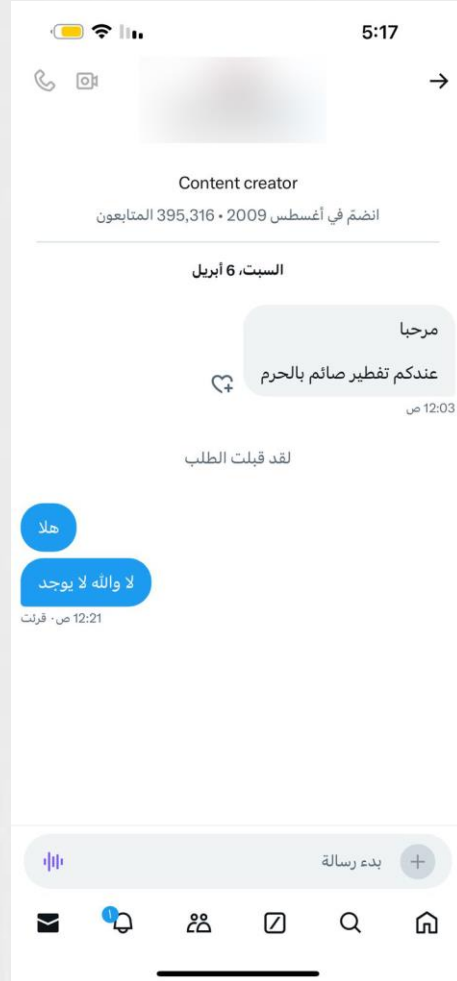 5:17
Content creator
انضمّ في أغسطس 2009 • 395,316 المتابعون
السبت، 6 أبريل
مرحبا
عندكم تفطير صائم بالحرم
12:03 ص
لقد قبلت الطلب
هلا
لا والله لا يوجد
12:21 ص · قرئت
بدء رسالة
١